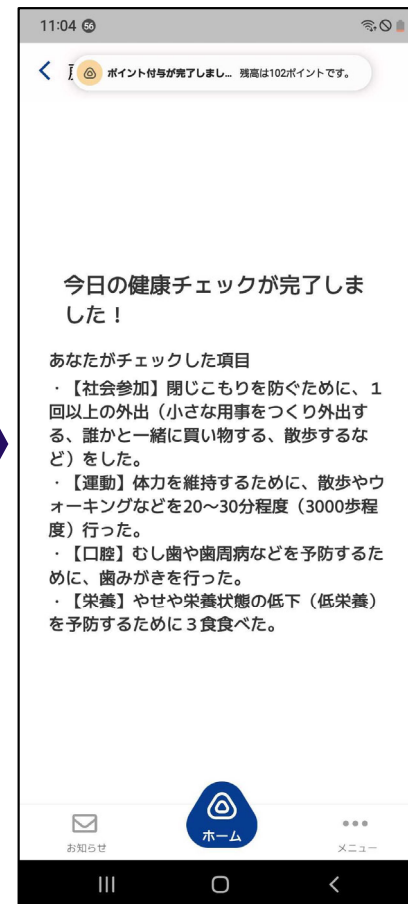 11:04 56
ポイント付与が完了しまし... 残高は102ポイントです。
今日の健康チェックが完了しま
した！
あなたがチェックした項目
・【社会参加】閉じこもりを防ぐために、１
回以上の外出（小さな用事をつくり外出す
る、誰かと一緒に買い物する、散歩するな
ど）をした。
・【運動】体力を維持するために、散歩やウ
ォーキングなどを20〜30分程度（3000歩程
度）行った。
・【口腔】むし歯や歯周病などを予防するた
めに、歯みがきを行った。
・【栄養】やせや栄養状態の低下（低栄養）
を予防するために３食食べた。
お知らせ
ホーム
メニュー